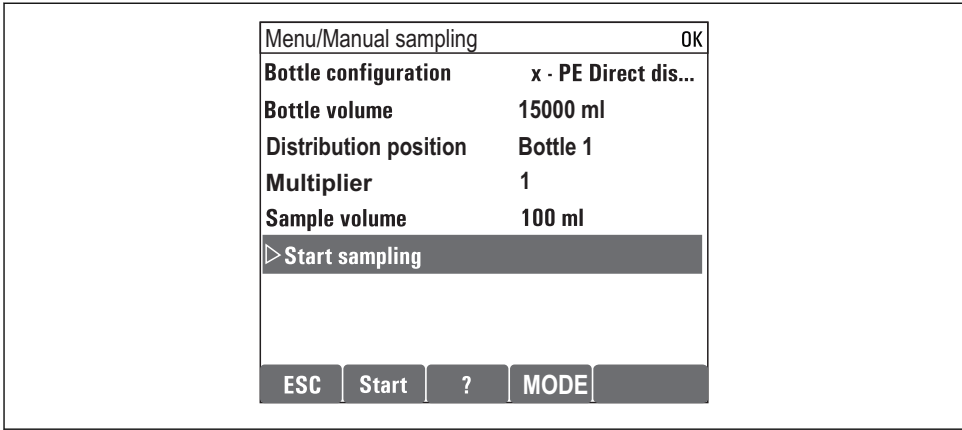 Menu/Manual sampling OK
Bottle configuration x - PE Direct dis...
Bottle volume 15000 ml
Distribution position Bottle 1
Multiplier 1
Sample volume 100 ml
▷Start sampling
ESC Start ? MODE